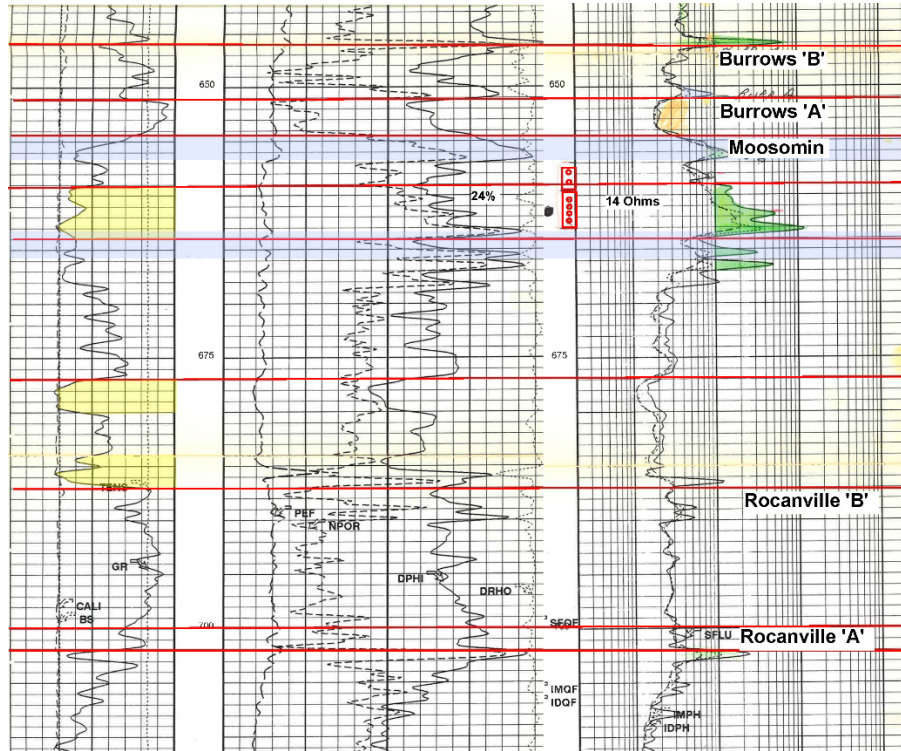 Burrows 'B'
650
650
Burrows 'A'
Moosomin
24%
14 Ohms
675
675
TENS
Rocanville 'B'
PEF
NPOR
GR
DPHI
DRHO
CALI
BS
SFQF
700
SFLU
Rocanville 'A'
IMQF
IDQF
IMPH
IDPH